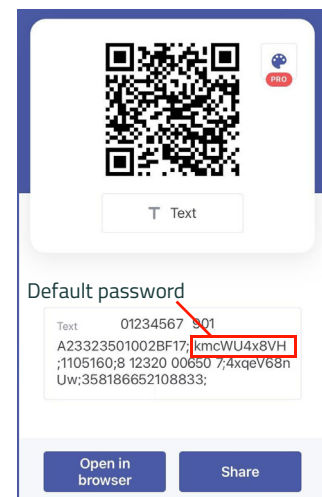 PRO
T Text
Default password
Text 01234567 901
A23323501002BF17; kmcWU4x8VH
;1105160;8 12320 00650 7;4xqeV68n
Uw;358186652108833;
Open in
browser
Share